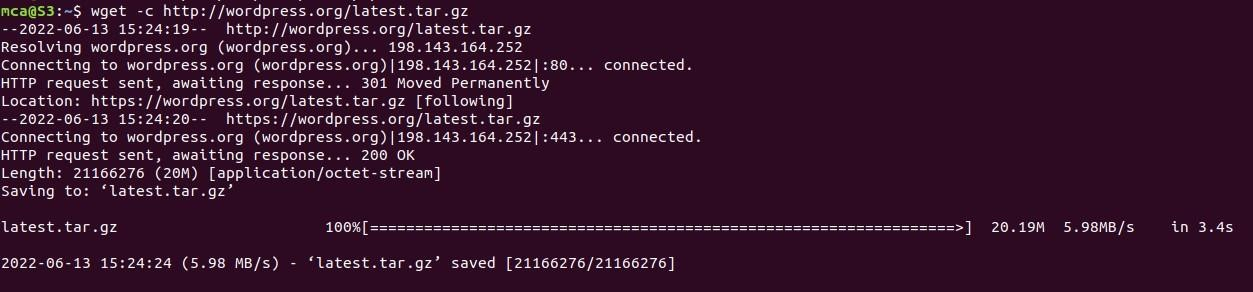 mca@S3:~$ wget -c http://wordpress.org/latest.tar.gz
--2022-06-13 15:24:19--  http://wordpress.org/latest.tar.gz
Resolving wordpress.org (wordpress.org)... 198.143.164.252
Connecting to wordpress.org (wordpress.org)|198.143.164.252|:80... connected.
HTTP request sent, awaiting response... 301 Moved Permanently
Location: https://wordpress.org/latest.tar.gz [following]
--2022-06-13 15:24:20--  https://wordpress.org/latest.tar.gz
Connecting to wordpress.org (wordpress.org)|198.143.164.252|:443... connected.
HTTP request sent, awaiting response... 200 OK
Length: 21166276 (20M) [application/octet-stream]
Saving to: ‘latest.tar.gz’
latest.tar.gz                       100%[=================================================================>]  20.19M  5.98MB/s    in 3.4s
2022-06-13 15:24:24 (5.98 MB/s) - ‘latest.tar.gz’ saved [21166276/21166276]